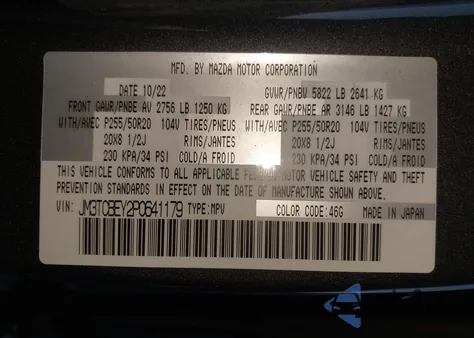 MFD. BY MAZDA MOTOR CORPORATION
DATE 10/22 GVWR/PNBV 5822 LB 2641 KG
FRONT GAWR/PNBE AV 2756 LB 1250 KG REAR GAWR/PNBE AR 3146 LB 1427 KG
WITH/AVEC P255/50R20 104V TIRES/PNEUS WITH/AVEC P255/50R20 104V TIRES/PNEUS
20X8 1/2J RIMS/JANTES 20X8 1/2J RIMS/JANTES
230 KPA/34 PSI COLD/A FROID 230 KPA/34 PSI COLD/A FROID
THIS VEHICLE CONFORMS TO ALL APPLICABLE FEDERAL MOTOR VEHICLE SAFETY AND THEFT
PREVENTION STANDARDS IN EFFECT ON THE DATE OF MANUFACTURE SHOWN ABOVE.
VIN: JM3TCBEY2P0641179 TYPE:MPV COLOR CODE:46G MADE IN JAPAN